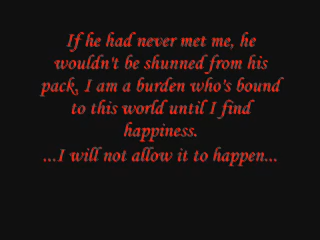 If he had never met me, he
wouldn't be shunned from his
pack, I am a burden who's bound
to this world until I find
happiness.
...I will not allow it to happen...